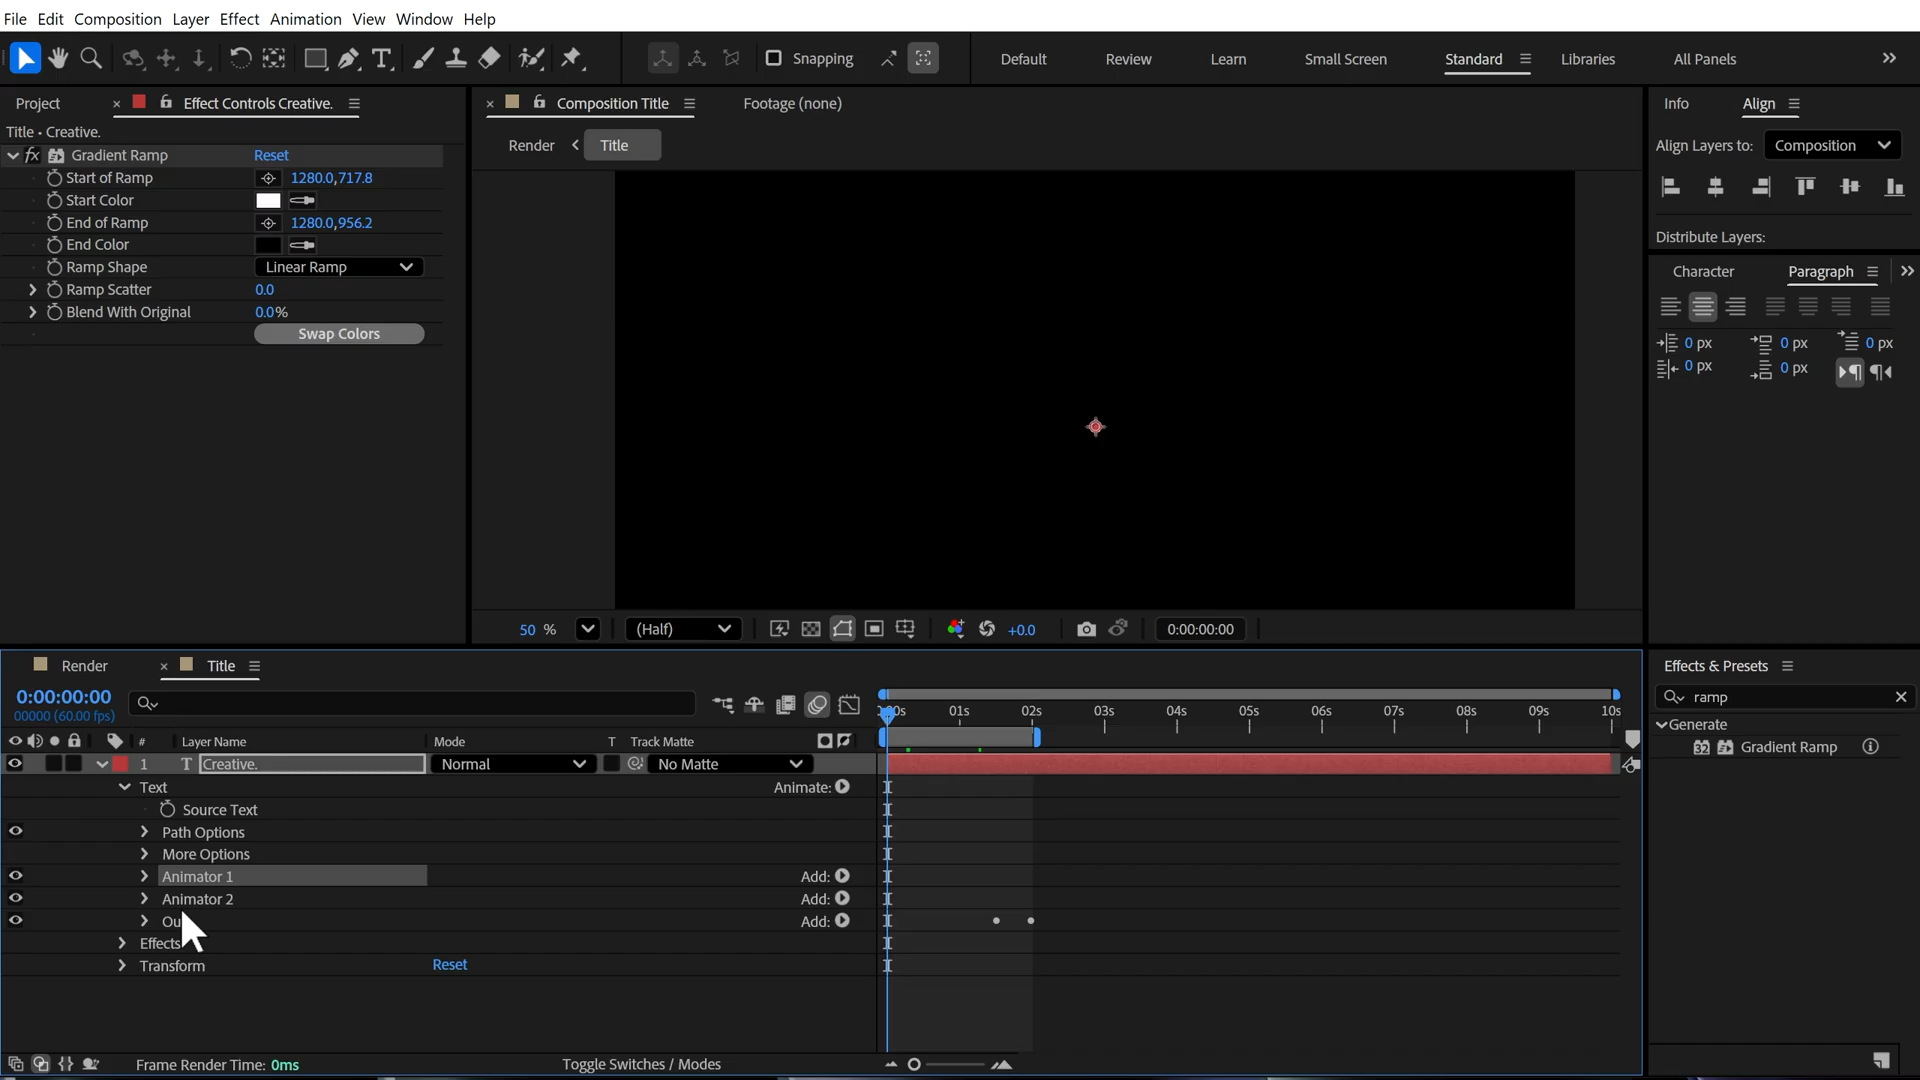 File Edit Composition Layer Effect Animation View Window Help
Snapping Default Review Learn Small Screen Standard Libraries All Panels
Project Effect Controls Creative. Composition Title Footage (none) Info Align
Title • Creative.
Render Title
Align Layers to: Composition
Gradient Ramp Reset
Start of Ramp 1280.0,717.8
Start Color
End of Ramp 1280.0,956.2
End Color
Ramp Shape Linear Ramp
Ramp Scatter 0.0
Blend With Original 0.0%
Swap Colors
Distribute Layers:
Character Paragraph
0 px 0 px 0 px
0 px 0 px
50 % (Half) +0.0 0:00:00:00
Render Title
0:00:00:00
00000 (60.00 fps)
01s 02s 03s 04s 05s 06s 07s 08s 09s 10s
# Layer Name Mode T Track Matte
1 T Creative. Normal No Matte
Text Animate:
Source Text
Path Options
More Options
Animator 1 Add:
Animator 2 Add:
Add:
Effects
Transform Reset
Frame Render Time: 0ms Toggle Switches / Modes
Effects & Presets
ramp
Generate
32 Gradient Ramp